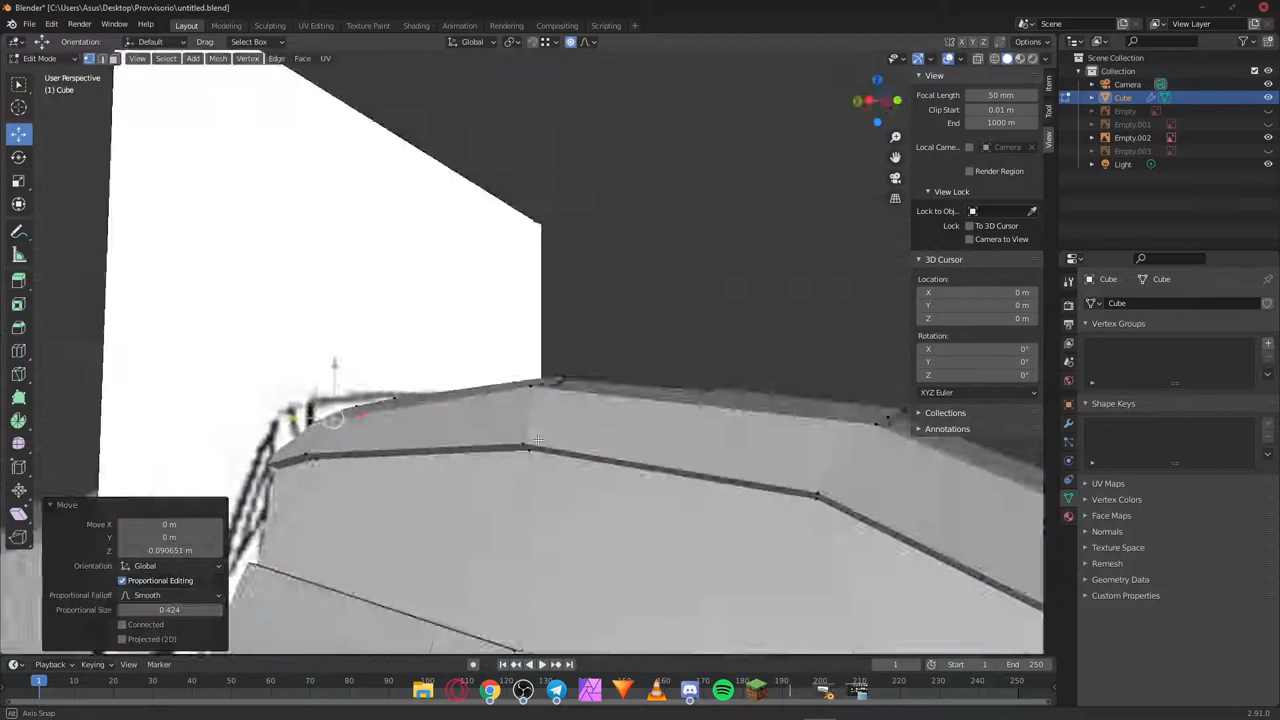 Blender* [C:\Users\Asus\Desktop\Provvisorio\untitled.blend]
File Edit Render Window Help Layout Modeling Sculpting UV Editing Texture Paint Shading Animation Rendering Compositing Scripting + Scene View Layer
Orientation: Default Drag: Select Box Global X Y Z Options
Edit Mode View Select Add Mesh Vertex Edge Face UV
User Perspective
(1) Cube
View
Focal Length 50 mm
Clip Start 0.01 m
End 1000 m
Local Came... Camera
Render Region
View Lock
Lock to Obj...
Lock: To 3D Cursor
Camera to View
3D Cursor
Location:
X 0 m
Y 0 m
Z 0 m
Rotation:
X 0°
Y 0°
Z 0°
XYZ Euler
Collections
Annotations
Item
Tool
View
Scene Collection
Collection
Camera
Cube
Empty
Empty.001
Empty.002
Empty.003
Light
Cube Cube
Cube
Vertex Groups
Shape Keys
UV Maps
Vertex Colors
Face Maps
Normals
Texture Space
Remesh
Geometry Data
Custom Properties
Move
Move X 0 m
Y 0 m
Z -0.090651 m
Orientation Global
Proportional Editing
Proportional Falloff Smooth
Proportional Size 0.424
Connected
Projected (2D)
Playback Keying View Marker 1 Start 1 End 250
1 10 20 30 40 50 60 70 80 90 100 110 120 130 140 150 160 170 180 190 200 210 220 230 240 250
Axis Snap 2.91.0